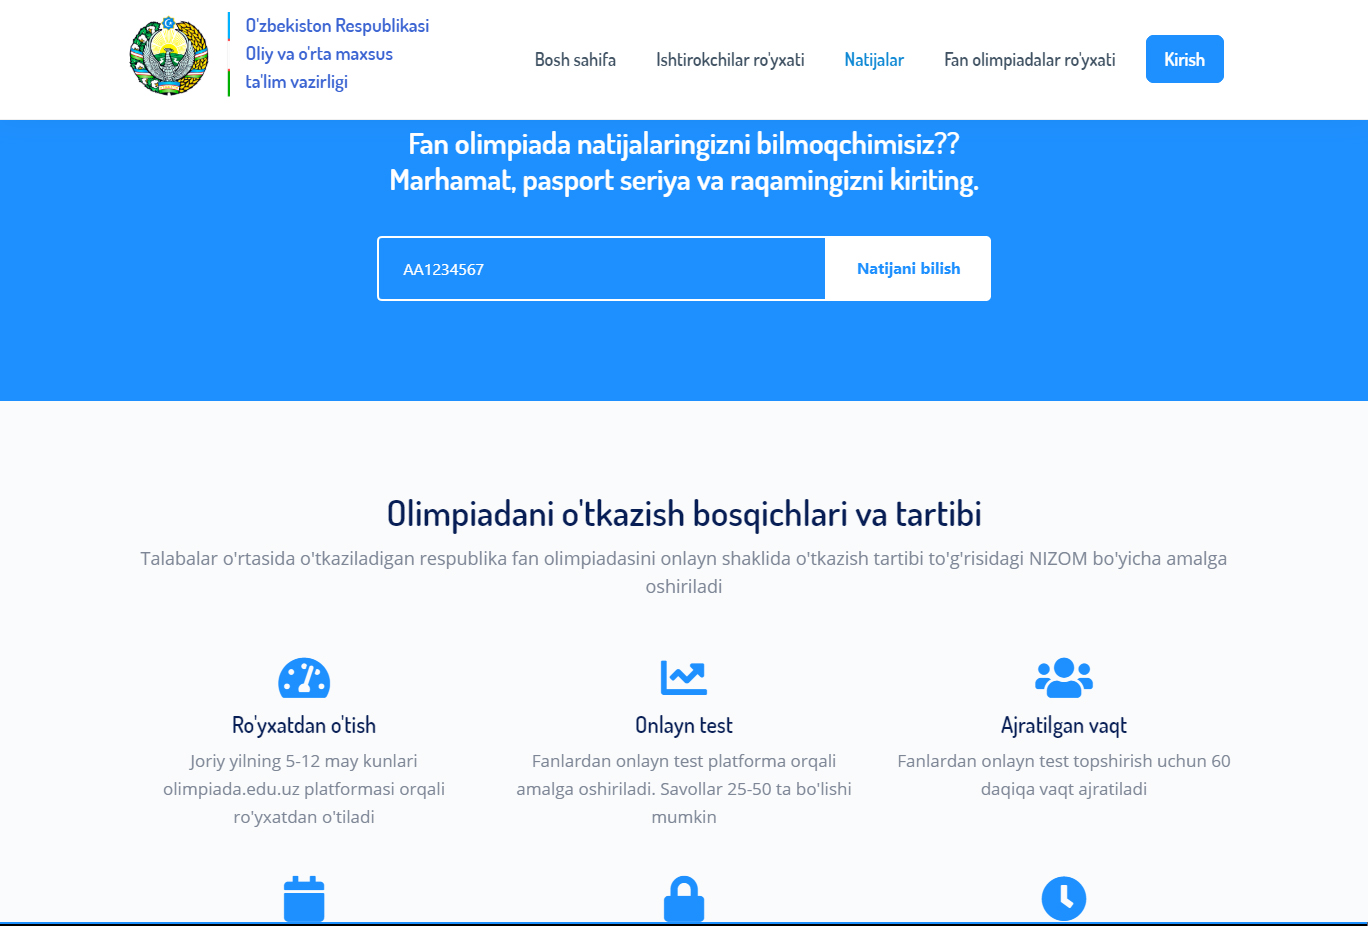 O'zbekiston Respublikasi
Oliy va o'rta maxsus
ta'lim vazirligi
Bosh sahifa
Ishtirokchilar ro'yxati
Natijalar
Fan olimpiadalar ro'yxati
Kirish
Fan olimpiada natijalaringizni bilmoqchimisiz??
Marhamat, pasport seriya va raqamingizni kiriting.
AA1234567
Natijani bilish
Olimpiadani o'tkazish bosqichlari va tartibi
Talabalar o'rtasida o'tkaziladigan respublika fan olimpiadasini onlayn shaklida o'tkazish tartibi to'g'risidagi NIZOM bo'yicha amalga
oshiriladi
Ro'yxatdan o'tish
Joriy yilning 5-12 may kunlari
olimpiada.edu.uz platformasi orqali
ro'yxatdan o'tiladi
Onlayn test
Fanlardan onlayn test platforma orqali
amalga oshiriladi. Savollar 25-50 ta bo'lishi
mumkin
Ajratilgan vaqt
Fanlardan onlayn test topshirish uchun 60
daqiqa vaqt ajratiladi